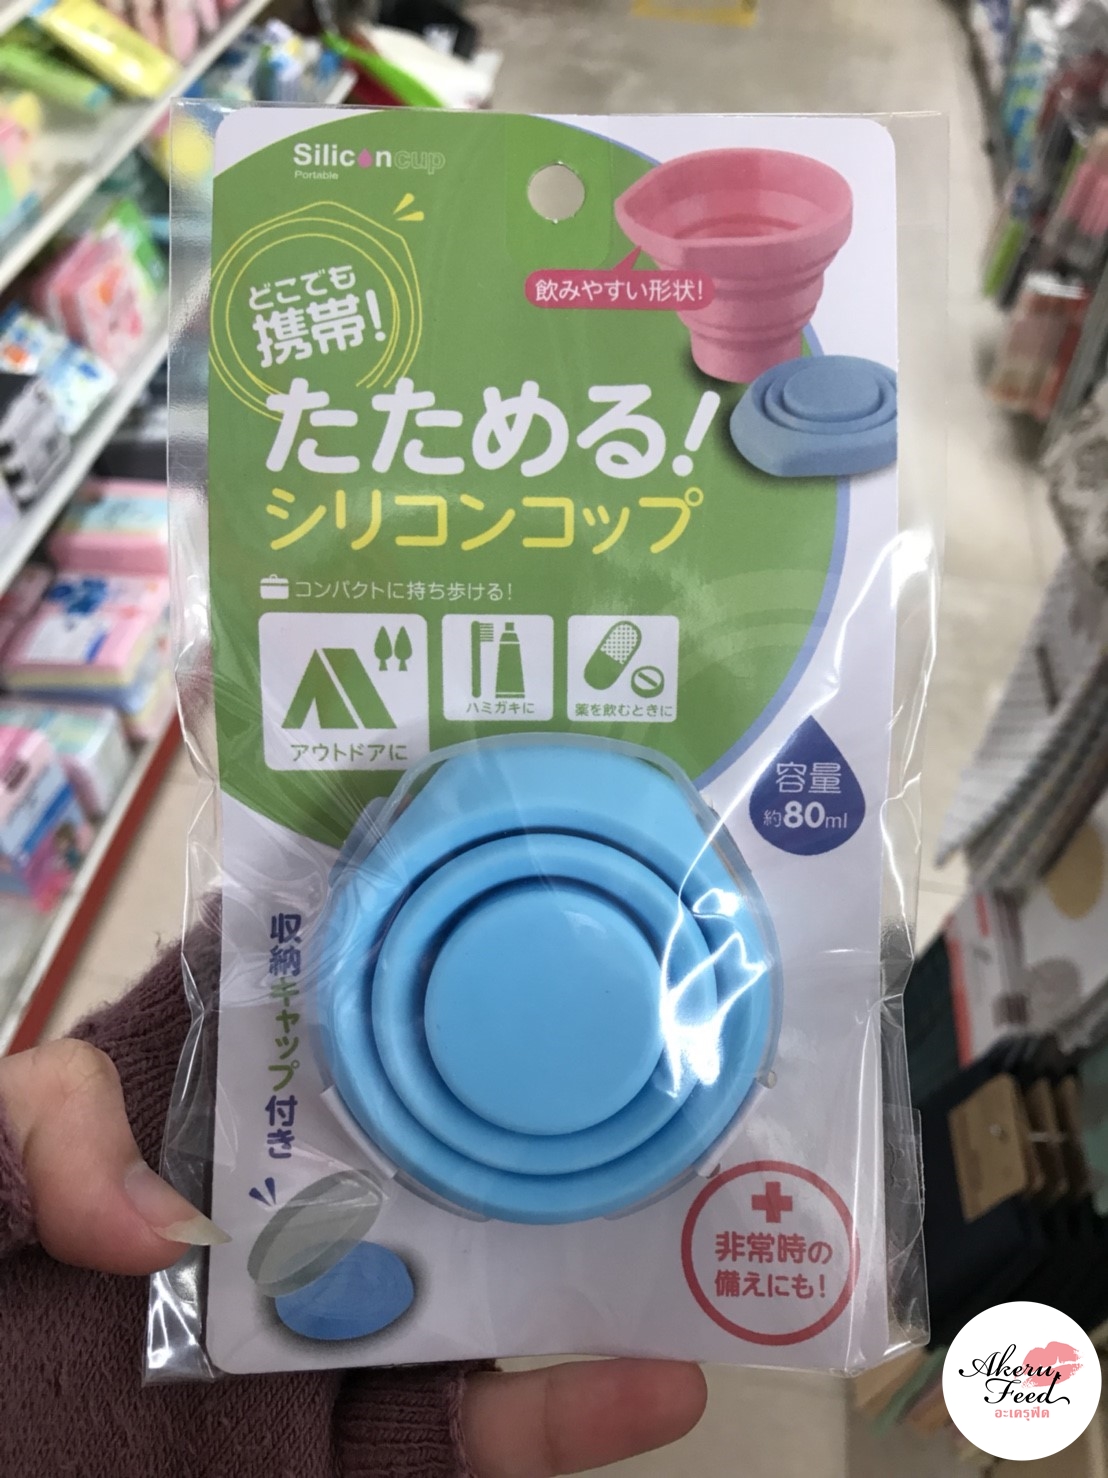 Siliconcup
Portable
どこでも
携帯!
飲みやすい形状!
たためる!
シリコンコップ
コンパクトに持ち歩ける!
アウトドアに
ハミガキに
薬を飲むときに
容量
約80ml
収納キャップ付き
非常時の
備えにも!
Akeru
Feed
อะเครุฟีด